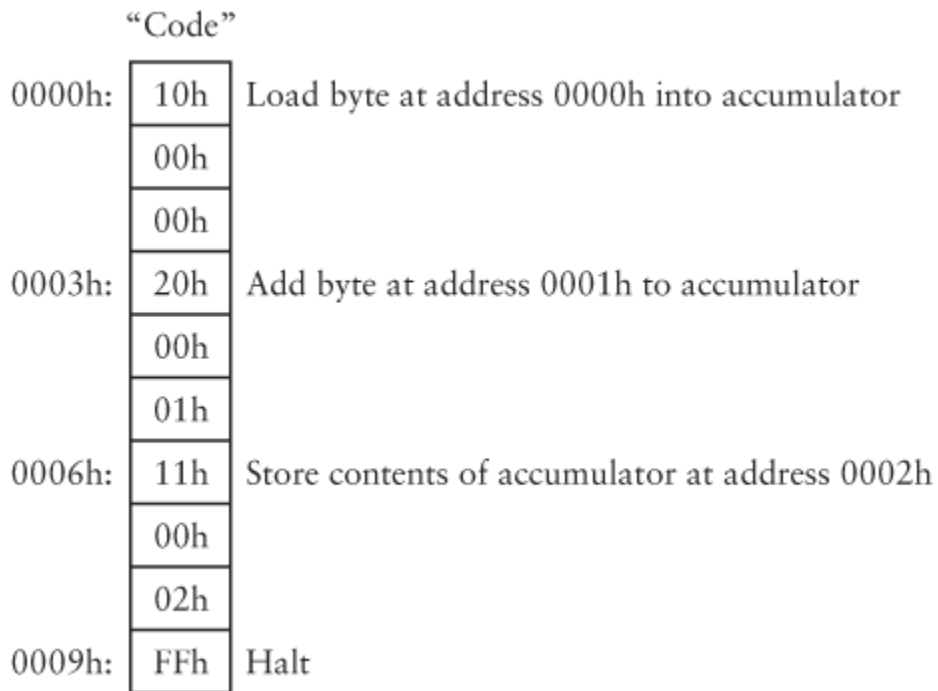 “Code”
0000h: 10h Load byte at address 0000h into accumulator
00h
00h
0003h: 20h Add byte at address 0001h to accumulator
00h
01h
0006h: 11h Store contents of accumulator at address 0002h
00h
02h
0009h: FFh Halt